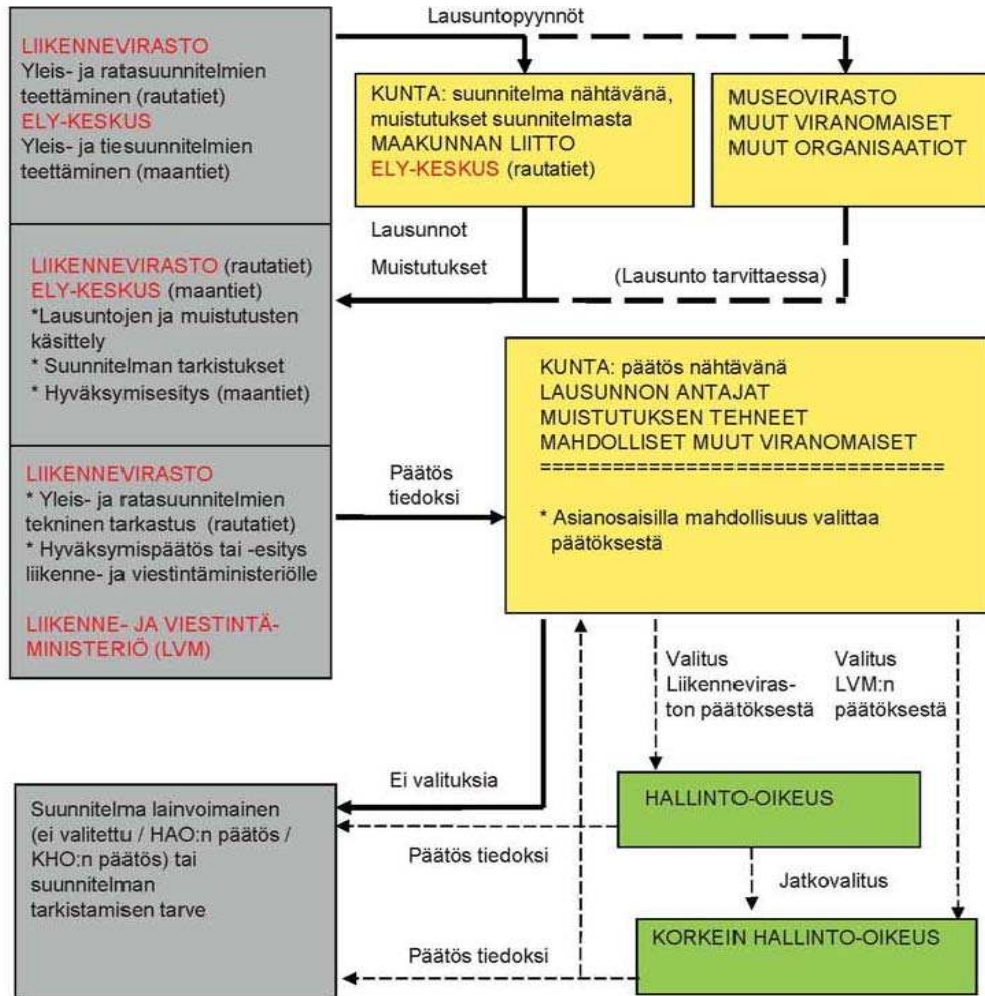 Lausuntopyynnöt
LIIKENNEVIRASTO
Yleis- ja ratasuunnitelmien
teettäminen (rautatiet)
ELY-KESKUS
Yleis- ja tiesuunnitelmien
teettäminen (maantiet)
KUNTA: suunnitelma nähtävänä,
muistutukset suunnitelmasta
MAAKUNNAN LIITTO
ELY-KESKUS (rautatiet)
MUSEOVIRASTO
MUUT VIRANOMAISET
MUUT ORGANISAATIOT
Lausunnot
Muistutukset
(Lausunto tarvittaessa)
LIIKENNEVIRASTO (rautatiet)
ELY-KESKUS (maantiet)
*Lausuntojen ja muistutusten
käsittely
* Suunnitelman tarkistukset
* Hyväksymisesitys (maantiet)
KUNTA: päätös nähtävänä
LAUSUNNON ANTAJAT
MUISTUTUKSEN TEHNEET
MAHDOLLISET MUUT VIRANOMAISET
=================================
* Asianosaisilla mahdollisuus valittaa
päätöksestä
LIIKENNEVIRASTO
* Yleis- ja ratasuunnitelmien
tekninen tarkastus (rautatiet)
* Hyväksymispäätös tai -esitys
liikenne- ja viestintäministeriölle
LIIKENNE- JA VIESTINTÄ-
MINISTERIÖ (LVM)
Päätös
tiedoksi
Valitus
Liikenneviras-
ton päätöksestä
Valitus
LVM:n
päätöksestä
Ei valituksia
HALLINTO-OIKEUS
Suunnitelma lainvoimainen
(ei valitettu / HAO:n päätös /
KHO:n päätös) tai
suunnitelman
tarkistamisen tarve
Päätös tiedoksi
Jatkovalitus
KORKEIN HALLINTO-OIKEUS
Päätös tiedoksi